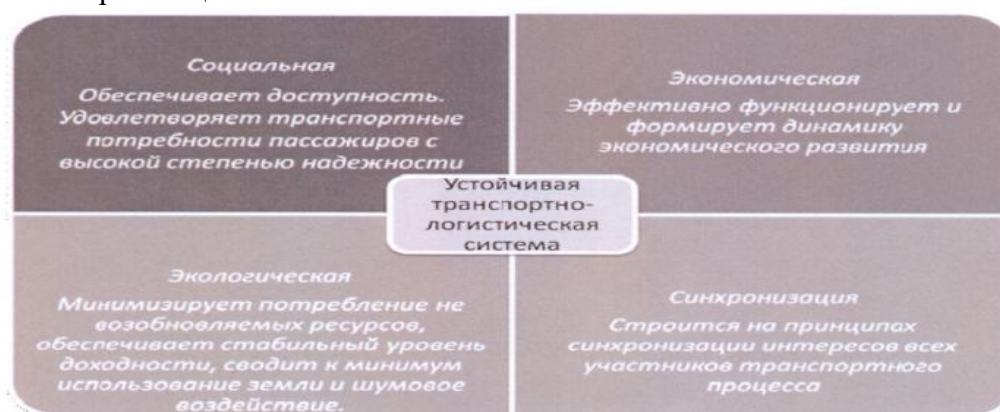 Социальная
Обеспечивает доступность.
Удовлетворяет транспортные
потребности пассажиров с
высокой степенью надежности
Экономическая
Эффективно функционирует и
формирует динамику
экономического развития
Устойчивая
транспортно-
логистическая
система
Экологическая
Минимизирует потребление не
возобновляемых ресурсов,
обеспечивает стабильный уровень
доходности, сводит к минимум
использование земли и шумовое
воздействие.
Синхронизация
Строится на принципах
синхронизации интересов всех
участников транспортного
процесса